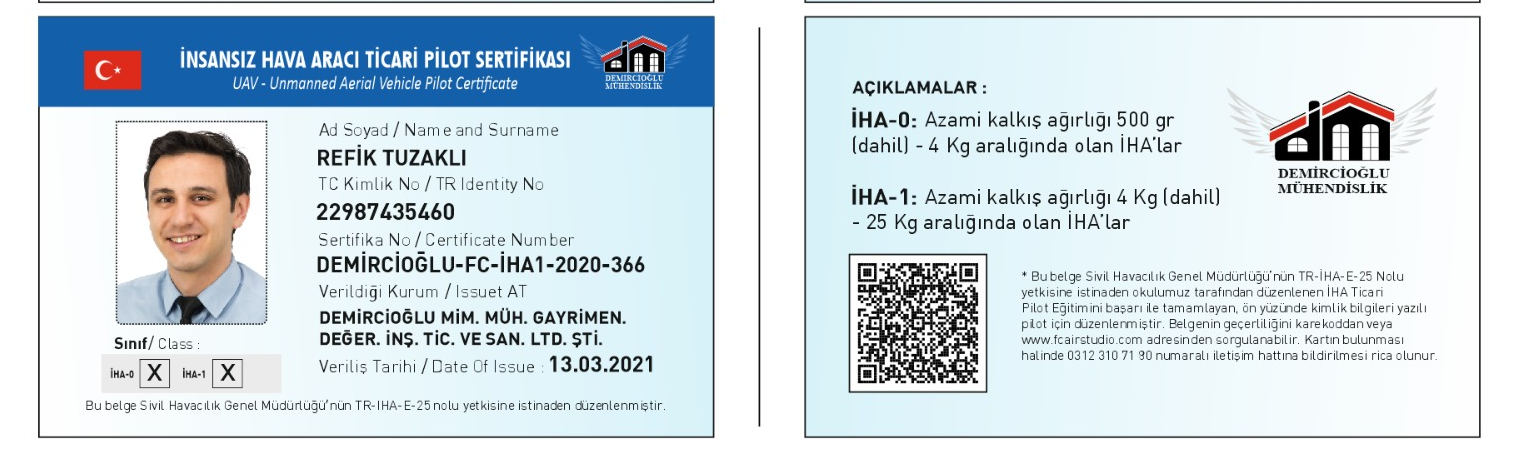 İNSANSIZ HAVA ARACI TİCARİ PİLOT SERTİFİKASI
UAV - Unmanned Aerial Vehicle Pilot Certificate
DEMİRCİOĞLU
MÜHENDİSLİK
Ad Soyad / Name and Surname
REFİK TUZAKLI
TC Kimlik No / TR Identity No
22987435460
Sertifika No / Certificate Number
DEMİRCİOĞLU-FC-İHA1-2020-366
Verildiği Kurum / Issuet AT
DEMİRCİOĞLU MİM. MÜH. GAYRİMEN.
DEĞER. İNŞ. TİC. VE SAN. LTD. ŞTİ.
Veriliş Tarihi / Date Of Issue : 13.03.2021
Sınıf/ Class :
İHA-0 X İHA-1 X
Bu belge Sivil Havacılık Genel Müdürlüğü'nün TR-IHA-E-25 nolu yetkisine istinaden düzenlenmiştir.
AÇIKLAMALAR :
İHA-0: Azami kalkış ağırlığı 500 gr
(dahil) - 4 Kg aralığında olan İHA'lar
İHA-1: Azami kalkış ağırlığı 4 Kg (dahil)
- 25 Kg aralığında olan İHA'lar
DEMİRCİOĞLU
MÜHENDİSLİK
* Bu belge Sivil Havacılık Genel Müdürlüğü'nün TR-İHA-E-25 Nolu
yetkisine istinaden okulumuz tarafından düzenlenen İHA Ticari
Pilot Eğitimini başarı ile tamamlayan, ön yüzünde kimlik bilgileri yazılı
pilot için düzenlenmiştir. Belgenin geçerliliğini karekoddan veya
www.fcairstudio.com adresinden sorgulanabilir. Kartın bulunması
halinde 0312 310 71 90 numaralı iletişim hattına bildirilmesi rica olunur.